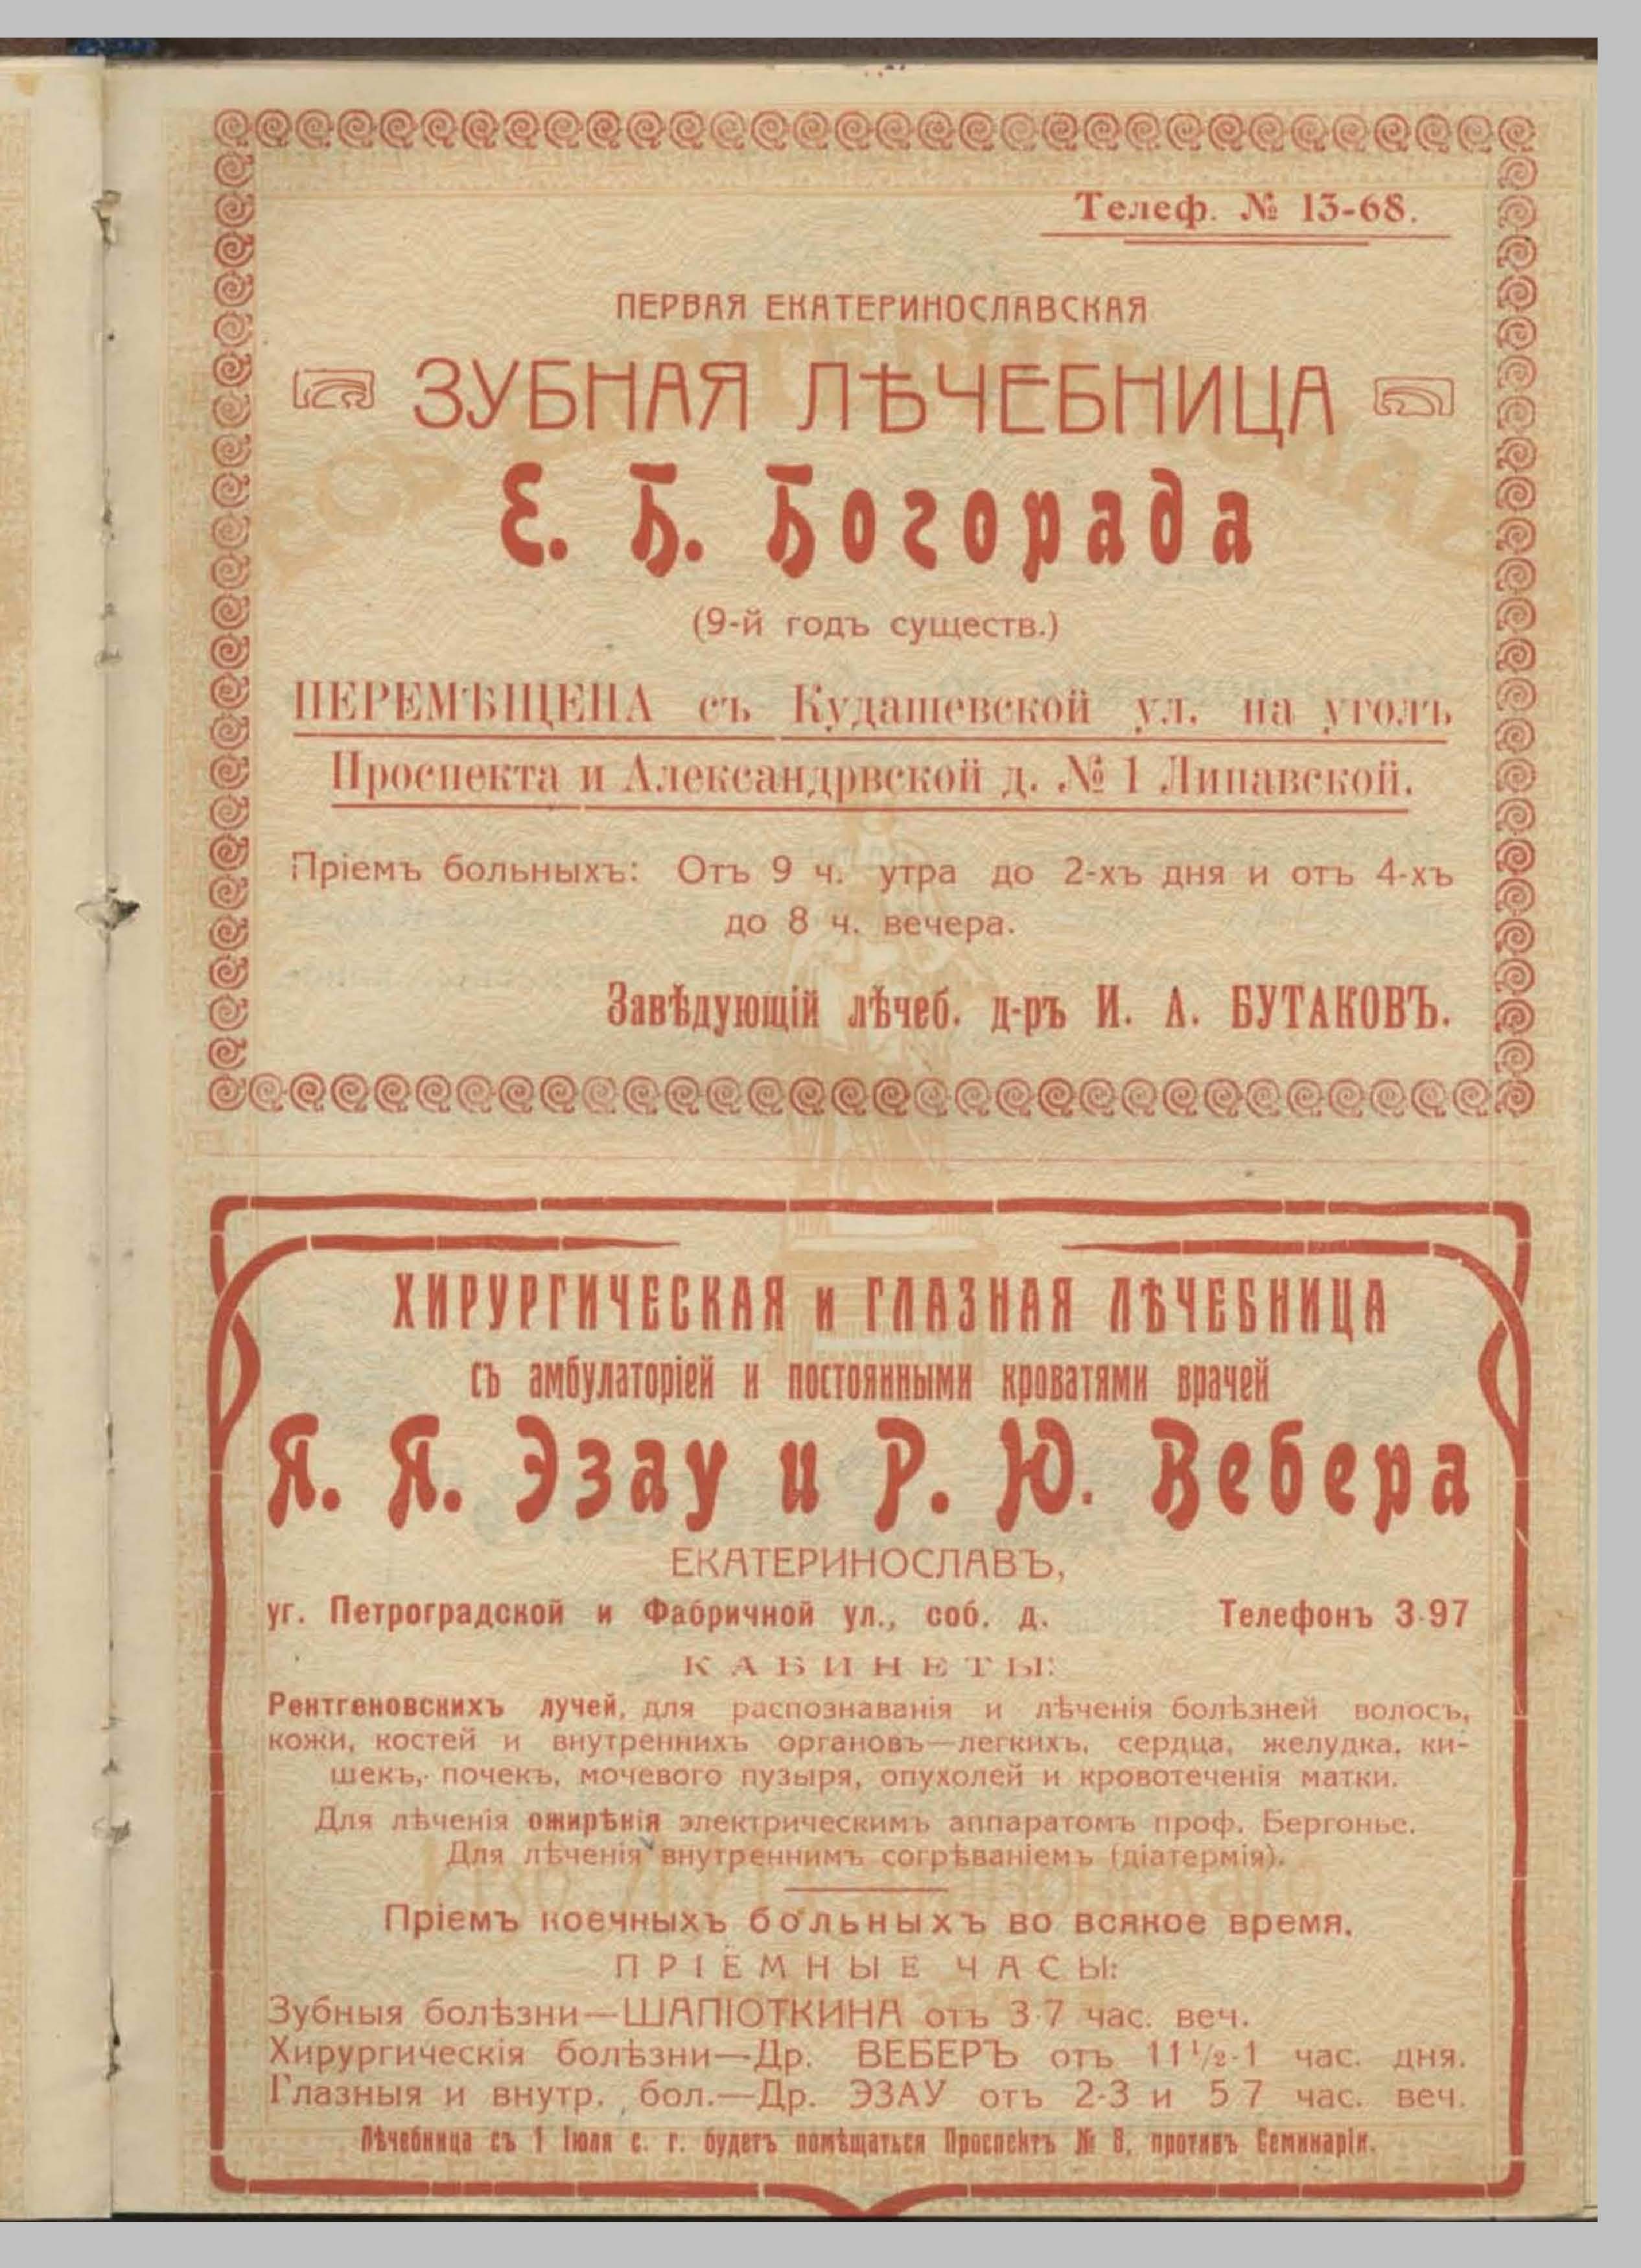 Телеф. № 13-68.
ПЕРВАЯ ЕКАТЕРИНОСЛАВСКАЯ
ЗУБНАЯ ЛѢЧЕБНИЦА
Е. Б. Богорада
(9-й годъ существ.)
ПЕРЕМѢЩЕНА съ Кудашевской ул. на уголъ
Проспекта и Александрвской д. № 1 Липавской.
Пріемъ больныхъ: Отъ 9 ч. утра до 2-хъ дня и отъ 4-хъ
до 8 ч. вечера.
Завѣдующій лѣчеб. д-ръ И. А. БУТАКОВЪ.
ХИРУРГИЧЕСКАЯ и ГЛАЗНАЯ ЛѢЧЕБНИЦА
съ амбулаторіей и постоянными кроватями врачей
Я. Я. Эзау и Р. Ю. Вебера
ЕКАТЕРИНОСЛАВЪ,
уг. Петроградской и Фабричной ул., соб. д. Телефонъ 3-97
КАБИНЕТЫ:
Рентгеновскихъ лучей, для распознаванія и лѣченія болѣзней волосъ,
кожи, костей и внутреннихъ органовъ—легкихъ, сердца, желудка, ки-
шекъ, почекъ, мочевого пузыря, опухолей и кровотеченія матки.
Для лѣченія ожирѣнія электрическимъ аппаратомъ проф. Бергонье.
Для лѣченія внутреннимъ согрѣваніемъ (діатермія).
Пріемъ коечныхъ больныхъ во всякое время.
ПРІЕМНЫЕ ЧАСЫ:
Зубныя болѣзни—ШАПІОТКИНА отъ 3-7 час. веч.
Хирургическія болѣзни—Др. ВЕБЕРЪ отъ 11½-1 час. дня.
Глазныя и внутр. бол.—Др. ЭЗАУ отъ 2-3 и 5 7 час. веч.
Лѣчебница съ 1 Іюля с. г. будетъ помѣщаться Проспектъ № 8, противъ Семинаріи.